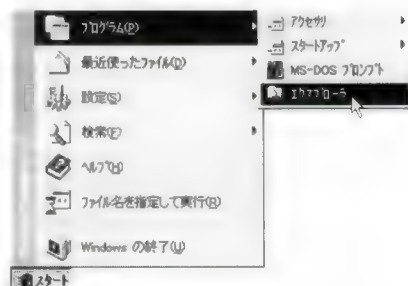 プログラム(P)
最近使ったファイル(D)
設定(S)
検索(F)
ヘルプ(H)
ファイル名を指定して実行(R)
Windows の終了(U)
スタート
アクセサリ
スタートアップ
MS-DOS プロンプト
エクスプローラ